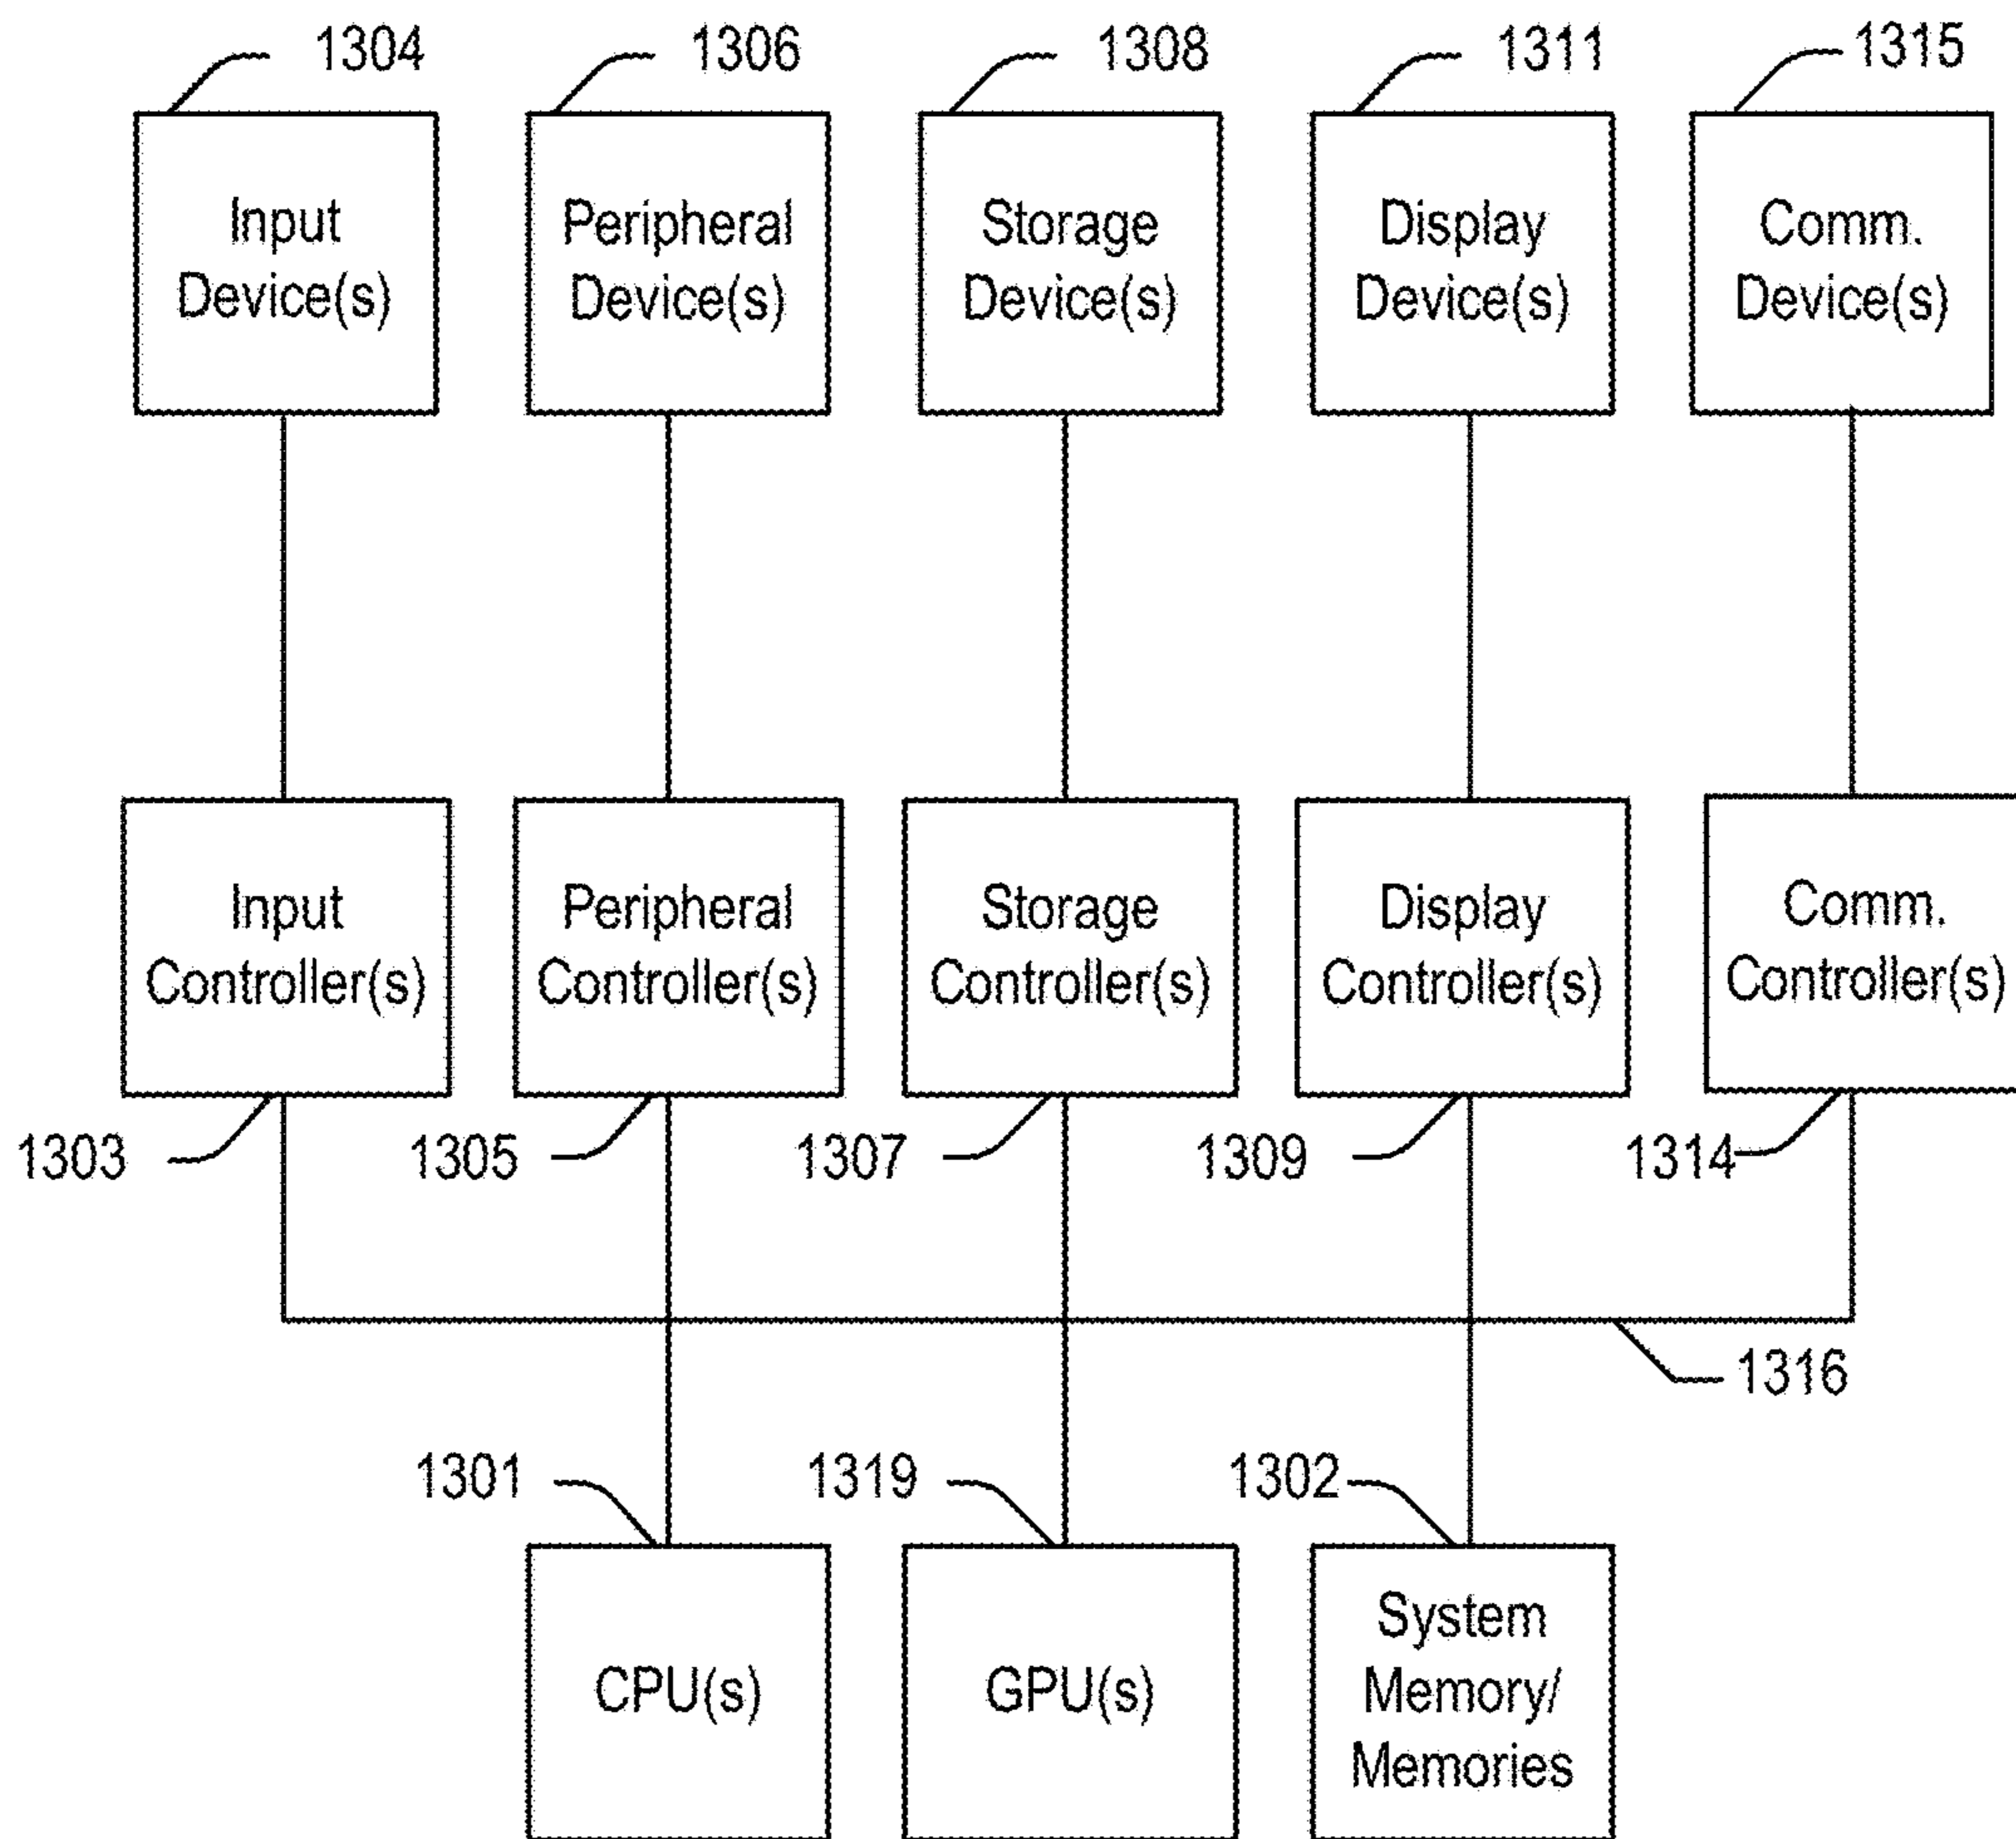 1304
1306
1308
1311
1315
Input
Device(s)
Peripheral
Device(s)
Storage
Device(s)
Display
Device(s)
Comm.
Device(s)
Input
Controller(s)
Peripheral
Controller(s)
Storage
Controller(s)
Display
Controller(s)
Comm.
Controller(s)
1303
1305
1307
1309
1314
1316
1301
1319
1302
CPU(s)
GPU(s)
System
Memory/
Memories